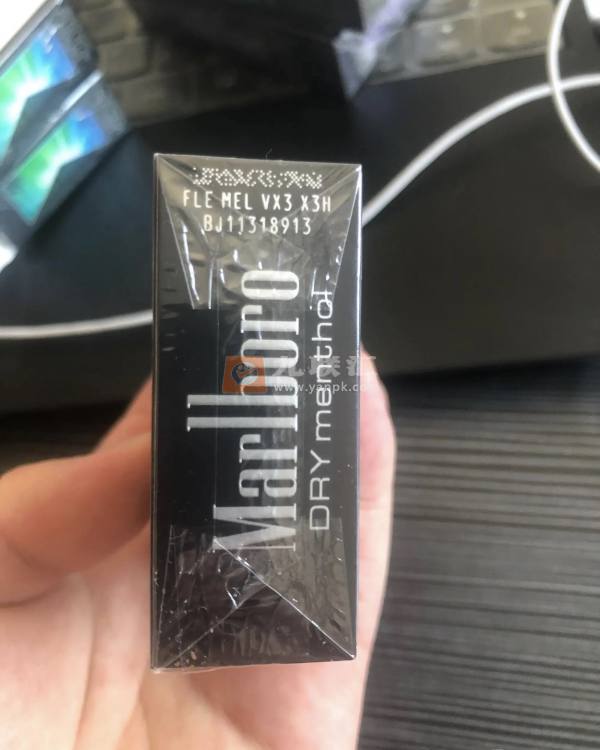 FLE MEL VX3 X3H
BJ11318913
Marlboro
DRY menthol
www.yanpk.com